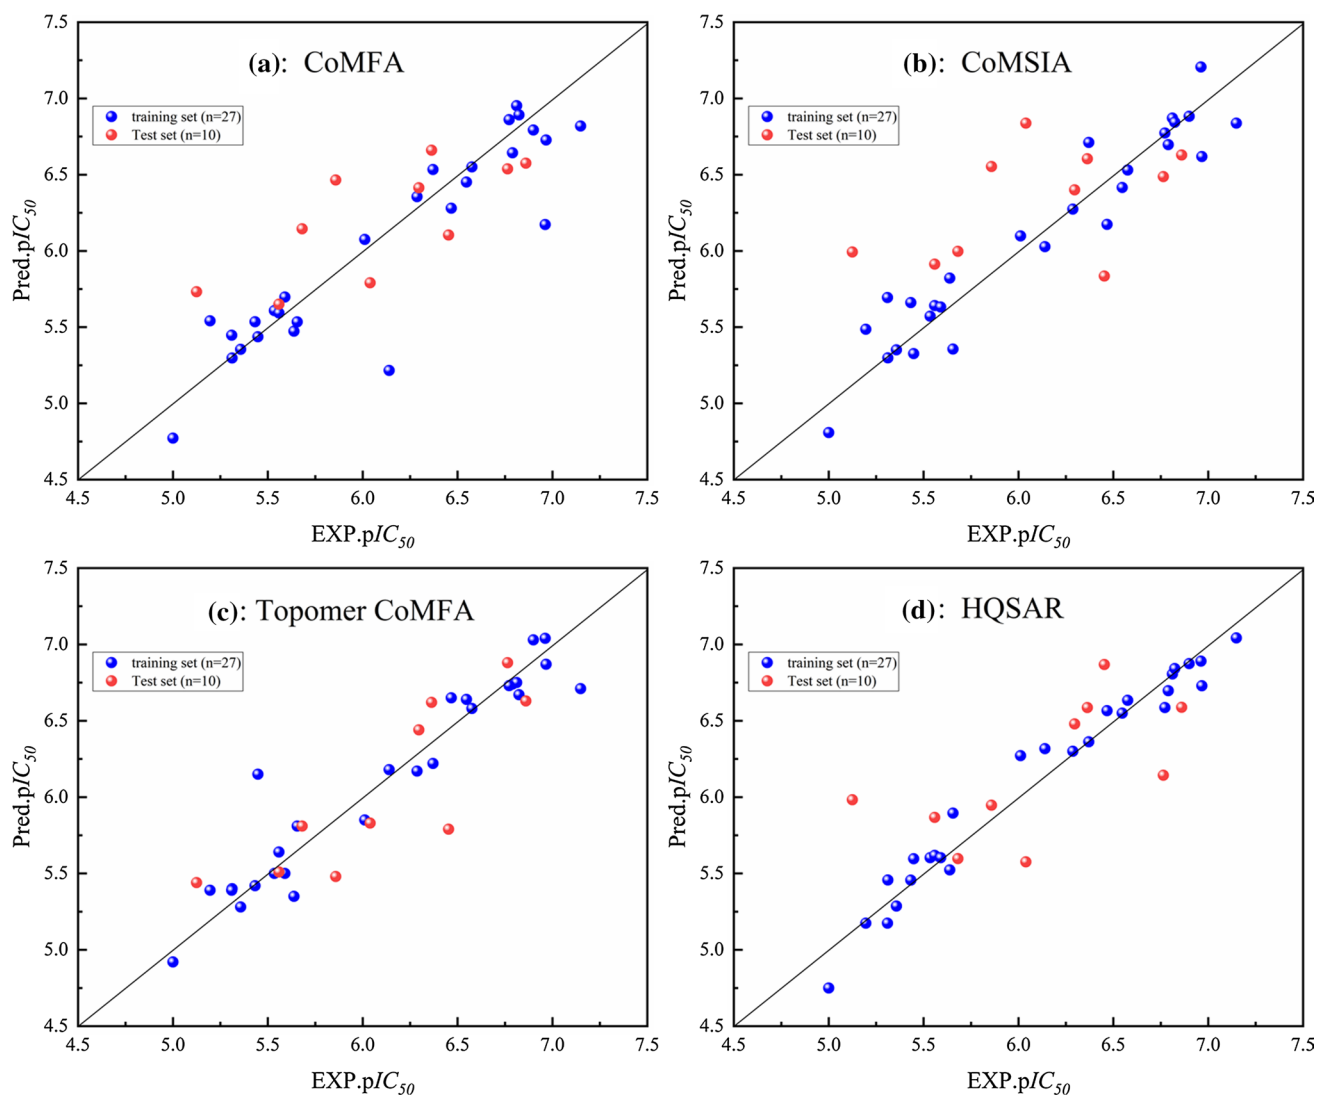 (a): CoMFA
training set (n=27)
Test set (n=10)
7.5
7.0
6.5
6.0
5.5
5.0
4.5
Pred.pIC50
4.5 5.0 5.5 6.0 6.5 7.0 7.5
EXP.pIC50
(b): CoMSIA
training set (n=27)
Test set (n=10)
7.5
7.0
6.5
6.0
5.5
5.0
4.5
Pred.pIC50
4.5 5.0 5.5 6.0 6.5 7.0 7.5
EXP.pIC50
(c): Topomer CoMFA
training set (n=27)
Test set (n=10)
7.5
7.0
6.5
6.0
5.5
5.0
4.5
Pred.pIC50
4.5 5.0 5.5 6.0 6.5 7.0 7.5
EXP.pIC50
(d): HQSAR
training set (n=27)
Test set (n=10)
7.5
7.0
6.5
6.0
5.5
5.0
4.5
Pred.pIC50
4.5 5.0 5.5 6.0 6.5 7.0 7.5
EXP.pIC50